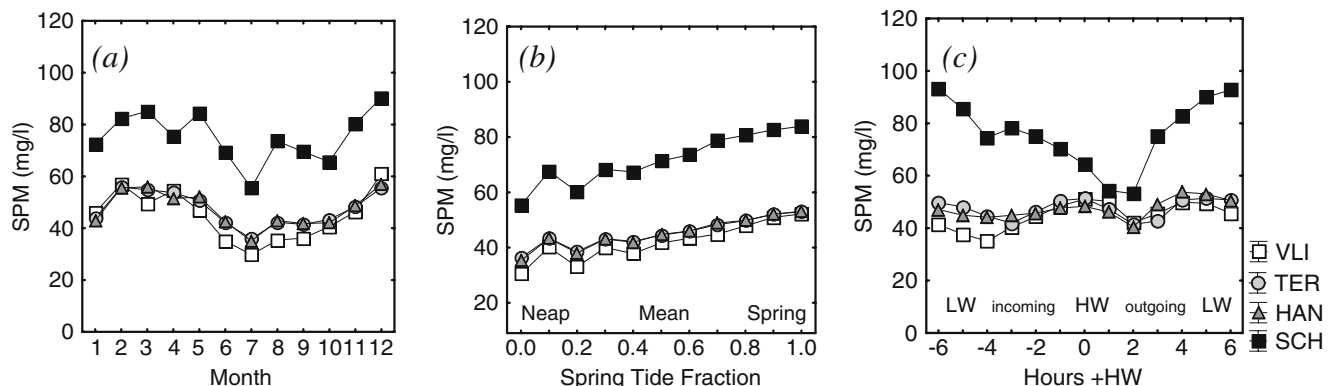 (a)
120
100
80
60
40
20
0
SPM (mg/l)
1 2 3 4 5 6 7 8 9 10 11 12
Month
(b)
120
100
80
60
40
20
SPM (mg/l)
Neap Mean Spring
0.0 0.2 0.4 0.6 0.8 1.0
Spring Tide Fraction
(c)
120
100
80
60
40
20
0
SPM (mg/l)
LW incoming HW outgoing LW
-6 -4 -2 0 2 4 6
Hours +HW
VLI
TER
HAN
SCH